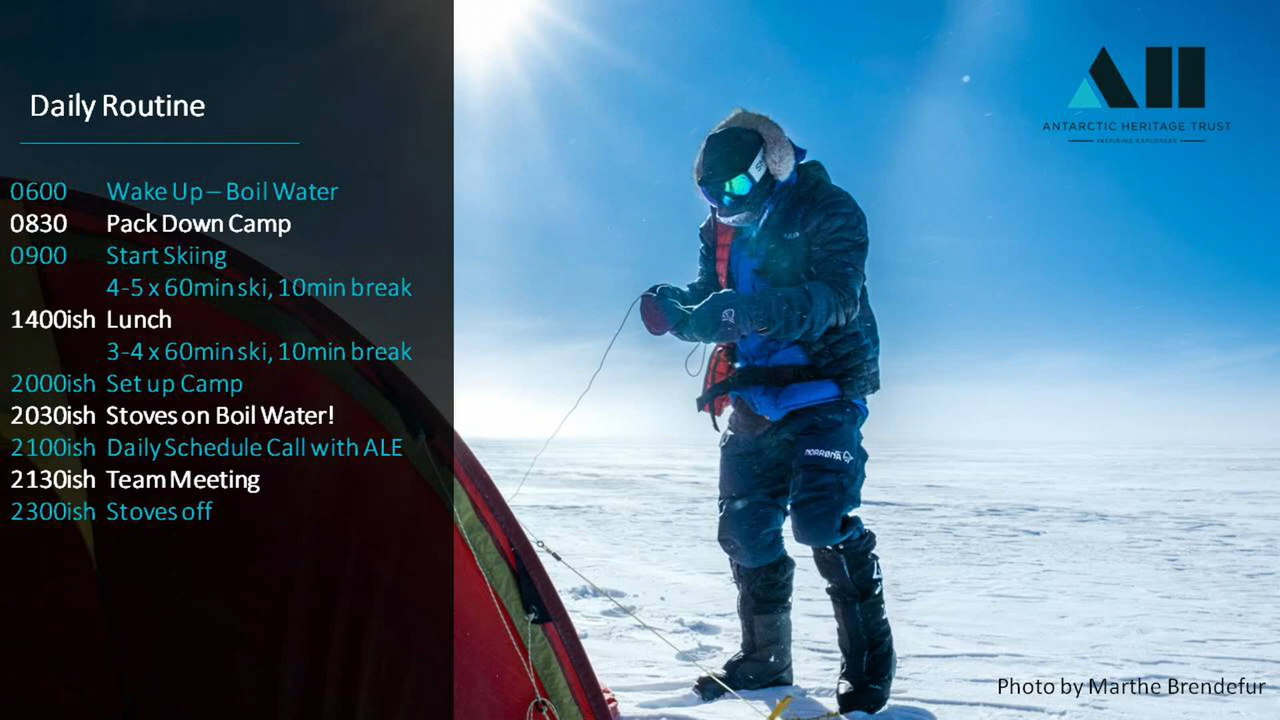 Daily Routine
0600 Wake Up – Boil Water
0830 Pack Down Camp
0900 Start Skiing
4-5 x 60min ski, 10min break
1400ish Lunch
3-4 x 60min ski, 10min break
2000ish Set up Camp
2030ish Stoves on Boil Water!
2100ish Daily Schedule Call with ALE
2130ish Team Meeting
2300ish Stoves off
ANTARCTIC HERITAGE TRUST
INSPIRING EXPLORERS
NORRØNA
Photo by Marthe Brendefur